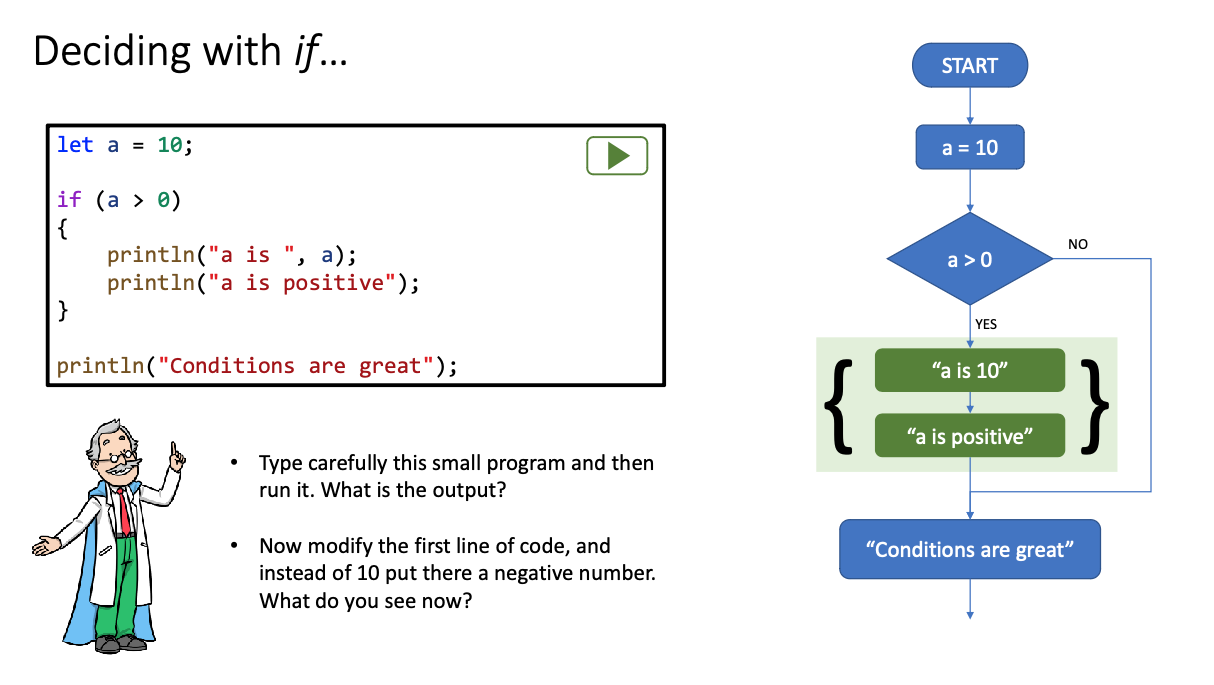 Deciding with if...
let a = 10;
if (a > 0)
{
println("a is ", a);
println("a is positive");
}
println("Conditions are great");
• Type carefully this small program and then
run it. What is the output?
• Now modify the first line of code, and
instead of 10 put there a negative number.
What do you see now?
START
a = 10
a > 0
NO
YES
{
“a is 10”
“a is positive”
}
“Conditions are great”